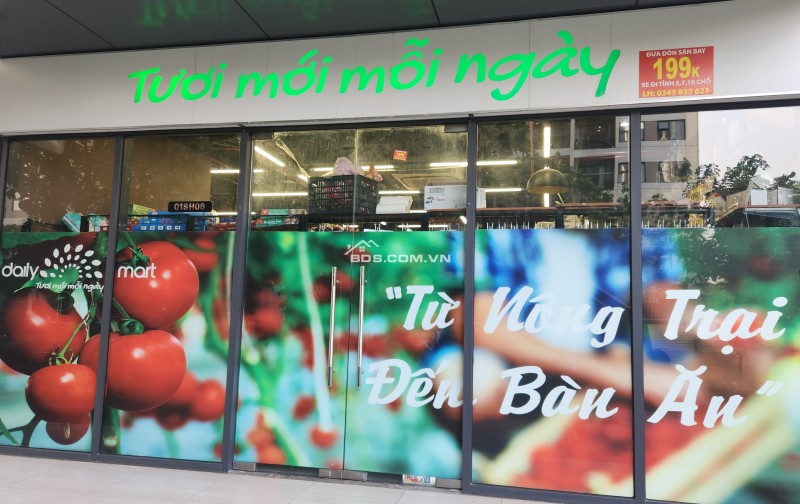 Tươi mới mỗi ngày
ĐƯA ĐÓN SÂN BAY
199K
XE ĐI TỈNH 5.7.16 CHỖ
LH: 0349 835 623
01SH08
BDS.COM.VN
daily mart
Tươi mới mỗi ngày
"Từ Nông Trại
Đến Bàn Ăn"